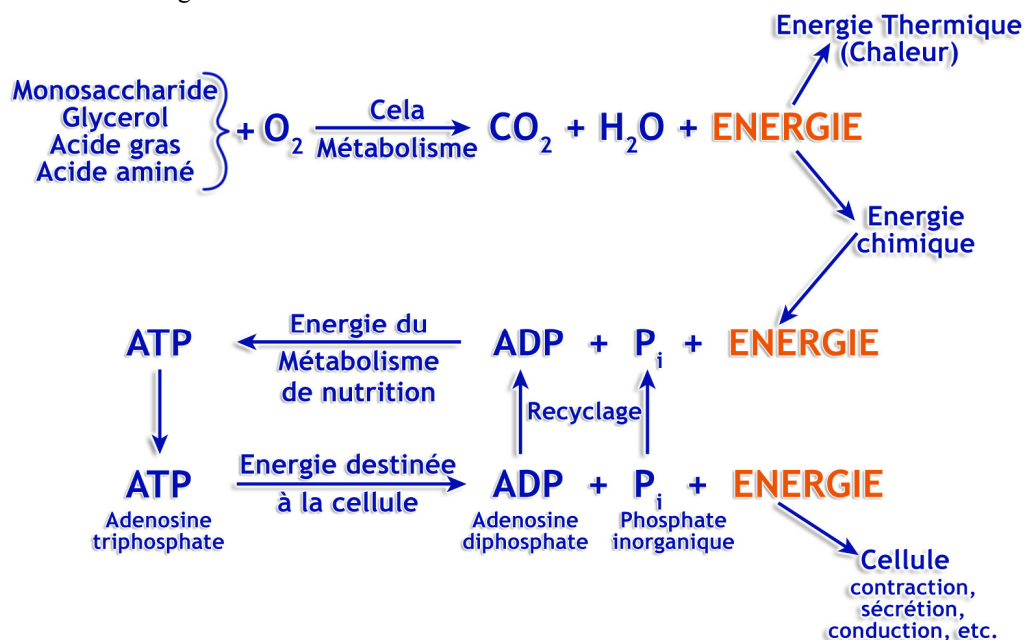 Energie Thermique
(Chaleur)
Monosaccharide
Glycerol
Acide gras
Acide aminé
+ O2
Cela
Métabolisme
CO2 + H2O + ENERGIE
Energie
chimique
ATP
Energie du
Métabolisme
de nutrition
ADP + Pi + ENERGIE
Recyclage
ATP
Adenosine
triphosphate
Energie destinée
à la cellule
ADP + Pi + ENERGIE
Adenosine
diphosphate
Phosphate
inorganique
Cellule
contraction,
sécrétion,
conduction, etc.